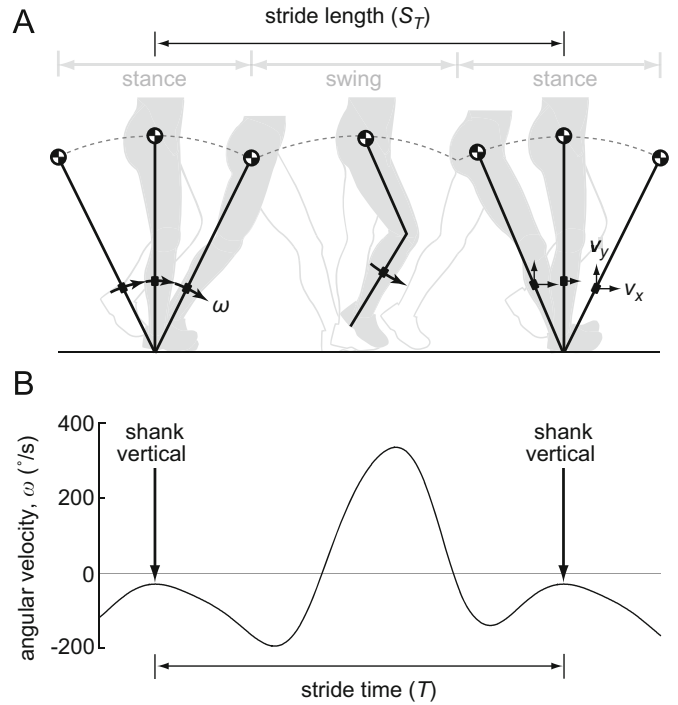 A
stride length (S_T)
stance
swing
stance
ω
v_y
v_x
B
400
200
0
-200
angular velocity, ω (°/s)
shank
vertical
shank
vertical
stride time (T)